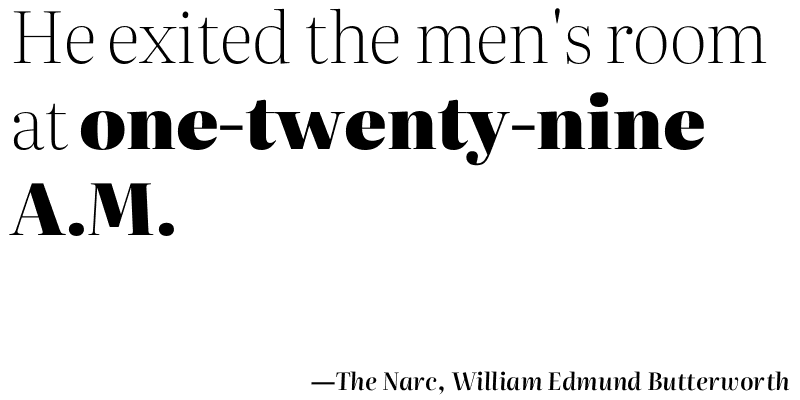 He exited the men's room
at one-twenty-nine
A.M.
—The Narc, William Edmund Butterworth